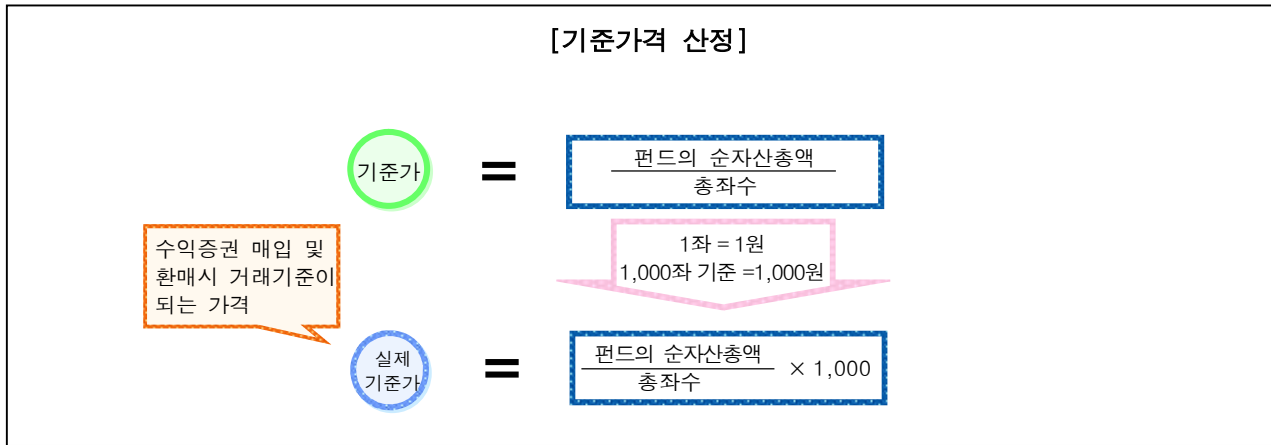 [기준가격 산정]
기준가
=
펀드의 순자산총액
총좌수
1좌 = 1원
1,000좌 기준 =1,000원
수익증권 매입 및
환매시 거래기준이
되는 가격
실제
기준가
=
펀드의 순자산총액
총좌수
× 1,000